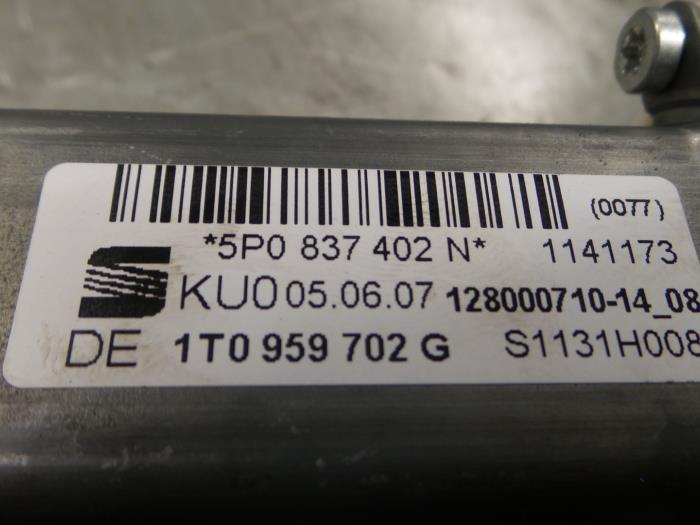 (0077)
*5P0 837 402 N* 1141173
KU0 05.06.07 128000710-14_08
DE 1T0 959 702 G S1131H008